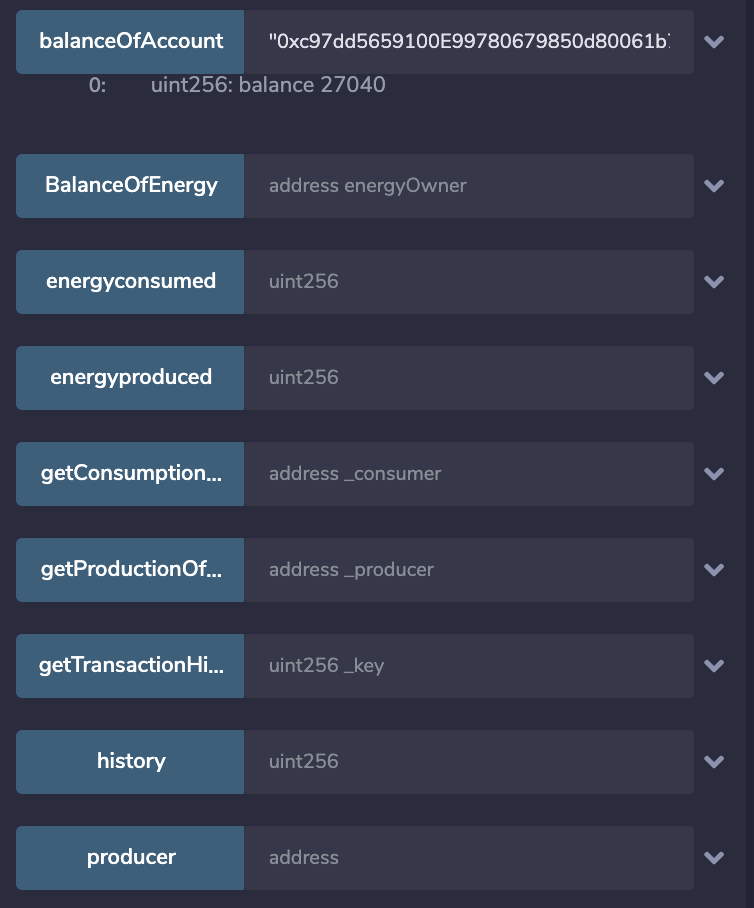 balanceOfAccount "0xc97dd5659100E99780679850d80061b
0: uint256: balance 27040
BalanceOfEnergy address energyOwner
energyconsumed uint256
energyproduced uint256
getConsumption... address _consumer
getProductionOf... address _producer
getTransactionHi... uint256 _key
history uint256
producer address